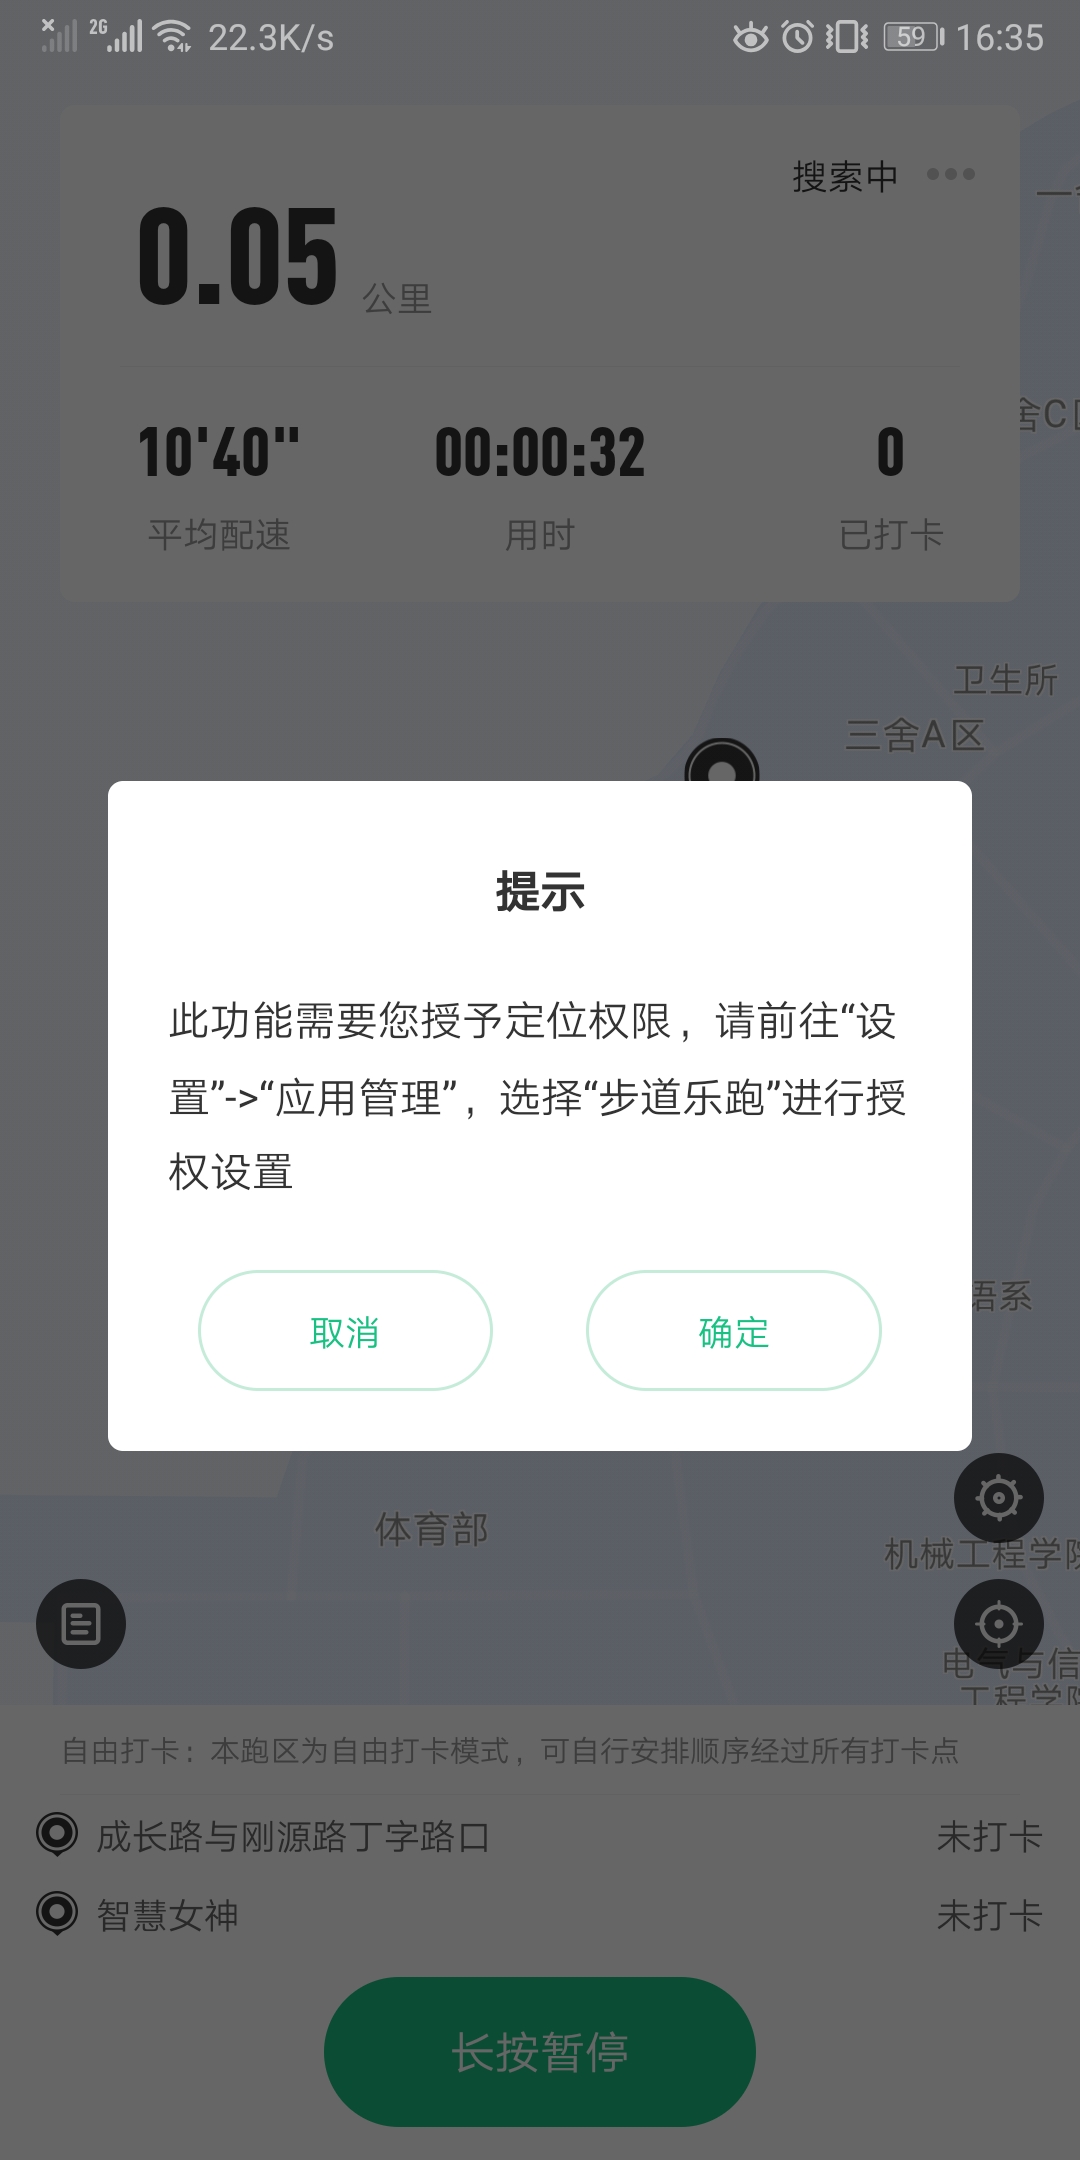 2G 22.3K/s 59 16:35
搜索中
0.05 公里
10'40" 00:00:32 0
平均配速 用时 已打卡
舍C
卫生所
三舍A区
提示
此功能需要您授予定位权限，请前往“设
置”->“应用管理”，选择“步道乐跑”进行授
权设置
语系
取消 确定
体育部
机械工程学院
电气与信
工程学院
自由打卡：本跑区为自由打卡模式，可自行安排顺序经过所有打卡点
成长路与刚源路丁字路口 未打卡
智慧女神 未打卡
长按暂停